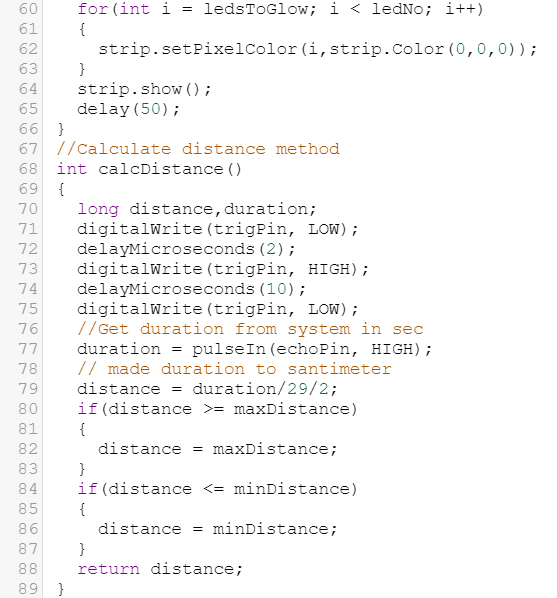 60 for(int i = ledsToGlow; i < ledNo; i++)
61 {
62 strip.setPixelColor(i,strip.Color(0,0,0));
63 }
64 strip.show();
65 delay(50);
66 }
67 //Calculate distance method
68 int calcDistance()
69 {
70 long distance,duration;
71 digitalWrite(trigPin, LOW);
72 delayMicroseconds(2);
73 digitalWrite(trigPin, HIGH);
74 delayMicroseconds(10);
75 digitalWrite(trigPin, LOW);
76 //Get duration from system in sec
77 duration = pulseIn(echoPin, HIGH);
78 // made duration to santimeter
79 distance = duration/29/2;
80 if(distance >= maxDistance)
81 {
82 distance = maxDistance;
83 }
84 if(distance <= minDistance)
85 {
86 distance = minDistance;
87 }
88 return distance;
89 }